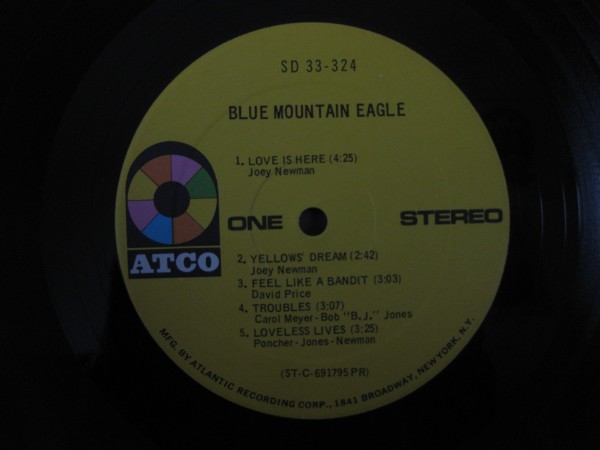 SD 33-324
BLUE MOUNTAIN EAGLE
1. LOVE IS HERE (4:25)
Joey Newman
ONE
STEREO
ATCO
2. YELLOWS' DREAM (2:42)
Joey Newman
3. FEEL LIKE A BANDIT (3:03)
David Price
4. TROUBLES (3:07)
Carol Meyer-Bob "B.J." Jones
5. LOVELESS LIVES (3:25)
Poncher-Jones-Newman
(ST-C-691795 PR)
MFG. BY ATLANTIC RECORDING CORP., 1841 BROADWAY, NEW YORK, N.Y.